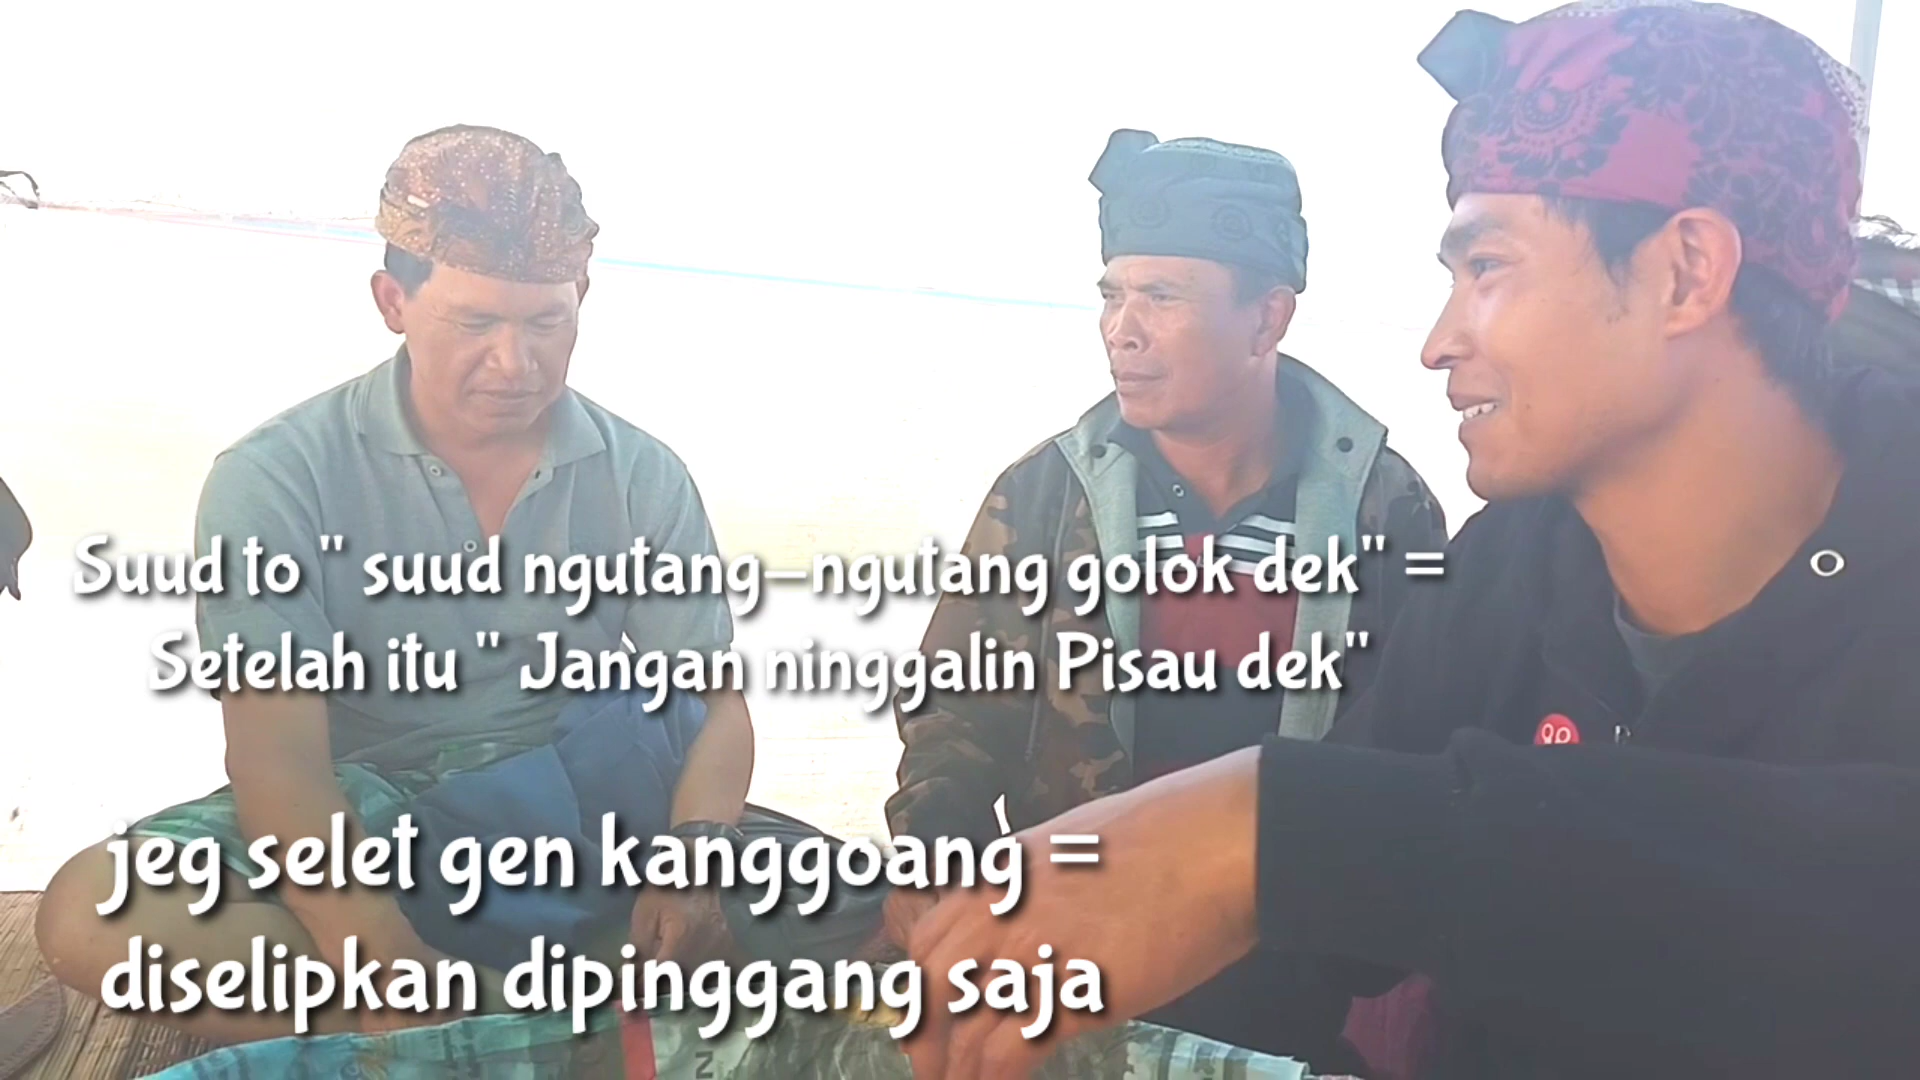 Suud to " suud ngutang-ngutang golok dek" =
Setelah itu " Jangan ninggalin Pisau dek"
jeg selet gen kanggoang =
diselipkan dipinggang saja